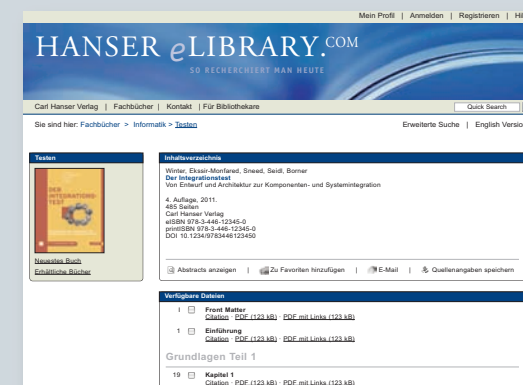 Mein Profil | Anmelden | Registrieren | Hil
HANSER eLIBRARY.COM
SO RECHERCHIERT MAN HEUTE
Carl Hanser Verlag | Fachbücher | Kontakt | Für Bibliothekare
Quick Search
Sie sind hier: Fachbücher > Informatik > Testen
Erweiterte Suche | English Versio
Testen
DER INTEGRATIONS-
TEST
Neuestes Buch
Erhältliche Bücher
Inhaltsverzeichnis
Winter, Ekssir-Monfared, Sneed, Seidl, Borner
Der Integrationstest
Von Entwurf und Architektur zur Komponenten- und Systemintegration
4. Auflage, 2011.
485 Seiten
Carl Hanser Verlag
eISBN 978-3-446-12345-0
printISBN 978-3-446-12345-0
DOI 10.1234/9783446123450
Abstracts anzeigen | Zu Favoriten hinzufügen | E-Mail | Quellenangaben speichern
Verfügbare Dateien
I Front Matter
Citation · PDF (123 kB) · PDF mit Links (123 kB)
1 Einführung
Citation · PDF (123 kB) · PDF mit Links (123 kB)
Grundlagen Teil 1
19 Kapitel 1
Citation · PDF (123 kB) · PDF mit Links (123 kB)